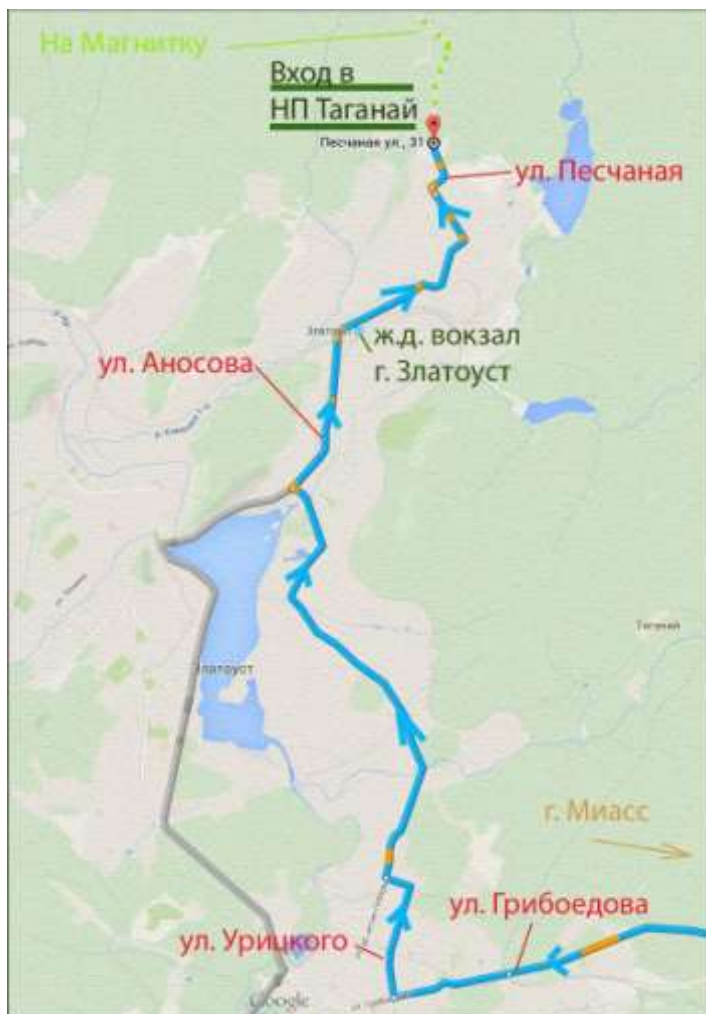 На Магнитку
Вход в
НП Таганай
Песчаная ул., 31
ул. Песчаная
Златоуст
ж.д. вокзал
г. Златоуст
ул. Аносова
Златоуст
Таганай
г. Миасс
ул. Грибоедова
ул. Урицкого
Google